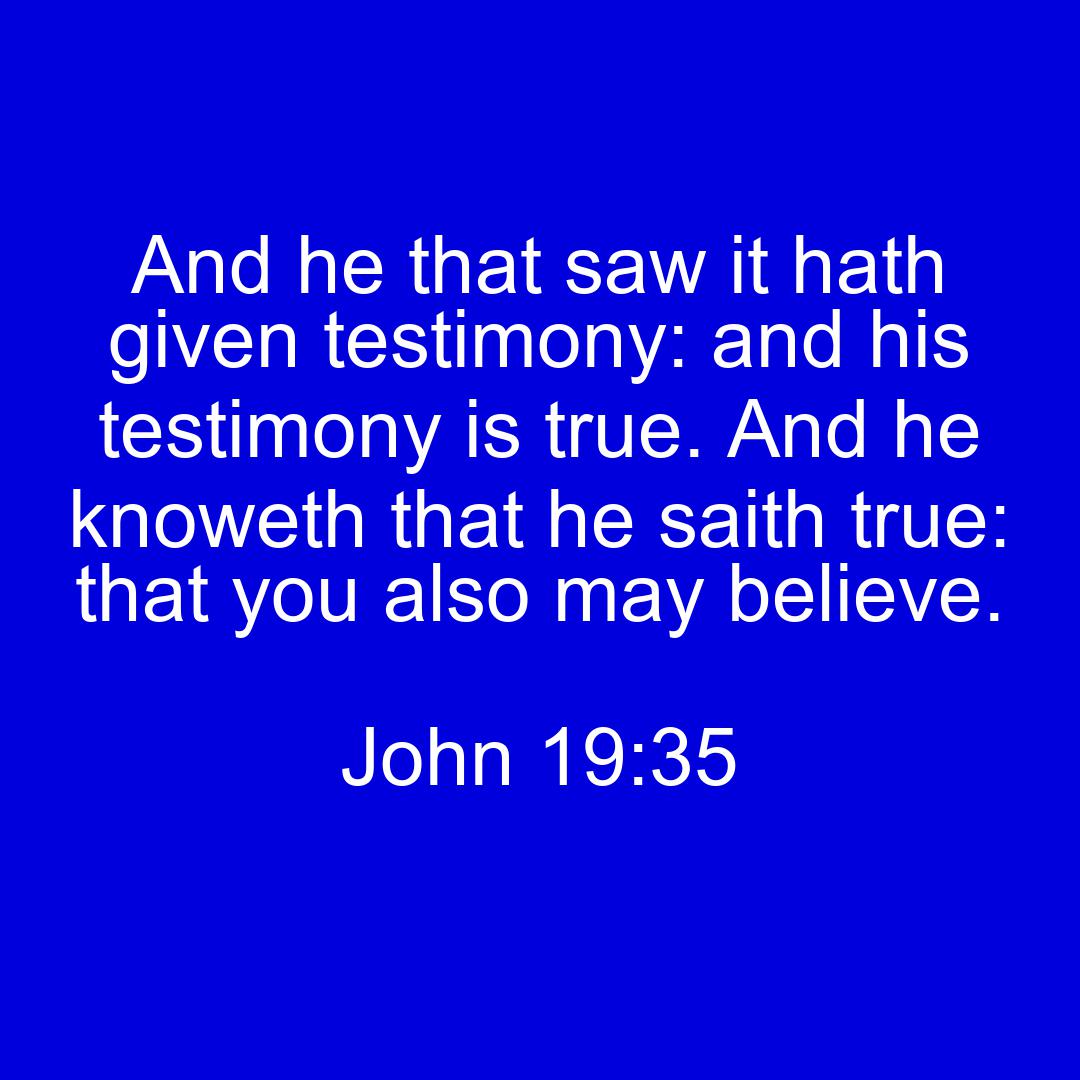 And he that saw it hath
given testimony: and his
testimony is true. And he
knoweth that he saith true:
that you also may believe.
John 19:35